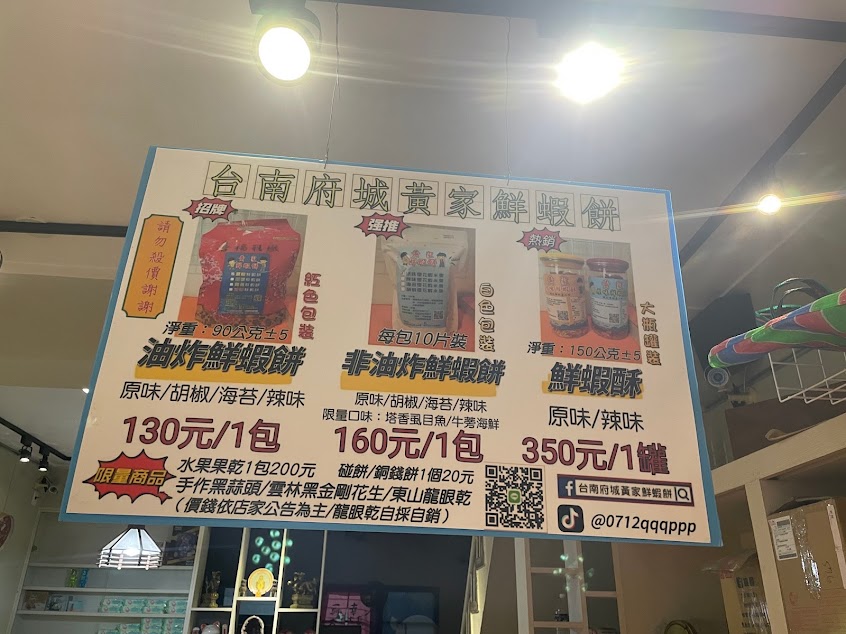 台南府城黃家鮮蝦餅
請勿殺價謝謝
招牌
紅色包裝
淨重：90公克±5
油炸鮮蝦餅
原味/胡椒/海苔/辣味
130元/1包
強推
白色包裝
每包10片裝
非油炸鮮蝦餅
原味/胡椒/海苔/辣味
限量口味：塔香虱目魚/牛蒡海鮮
160元/1包
熱銷
大瓶罐裝
淨重：150公克±5
鮮蝦酥
原味/辣味
350元/1罐
限量商品
水果果乾1包200元 碰餅/銅錢餅1個20元
手作黑蒜頭/雲林黑金剛花生/東山龍眼乾
（價錢依店家公告為主/龍眼乾自採自銷）
台南府城黃家鮮蝦餅
@0712qqqppp